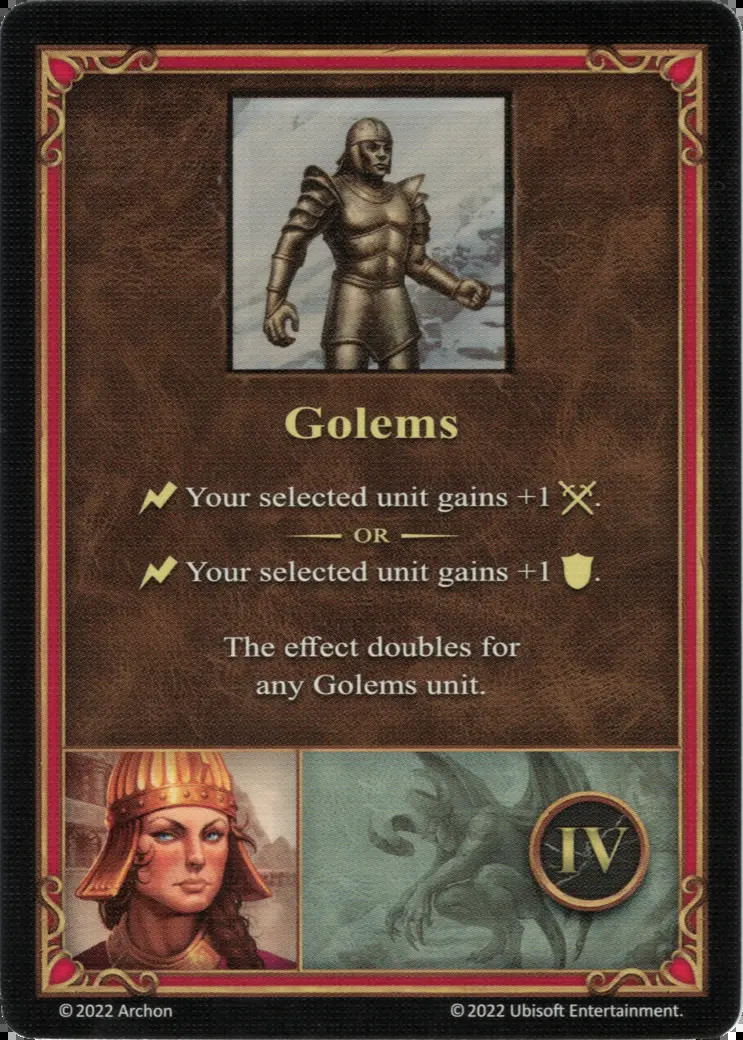 Golems
Your selected unit gains +1 .
OR
Your selected unit gains +1 .
The effect doubles for
any Golems unit.
IV
© 2022 Archon
© 2022 Ubisoft Entertainment.